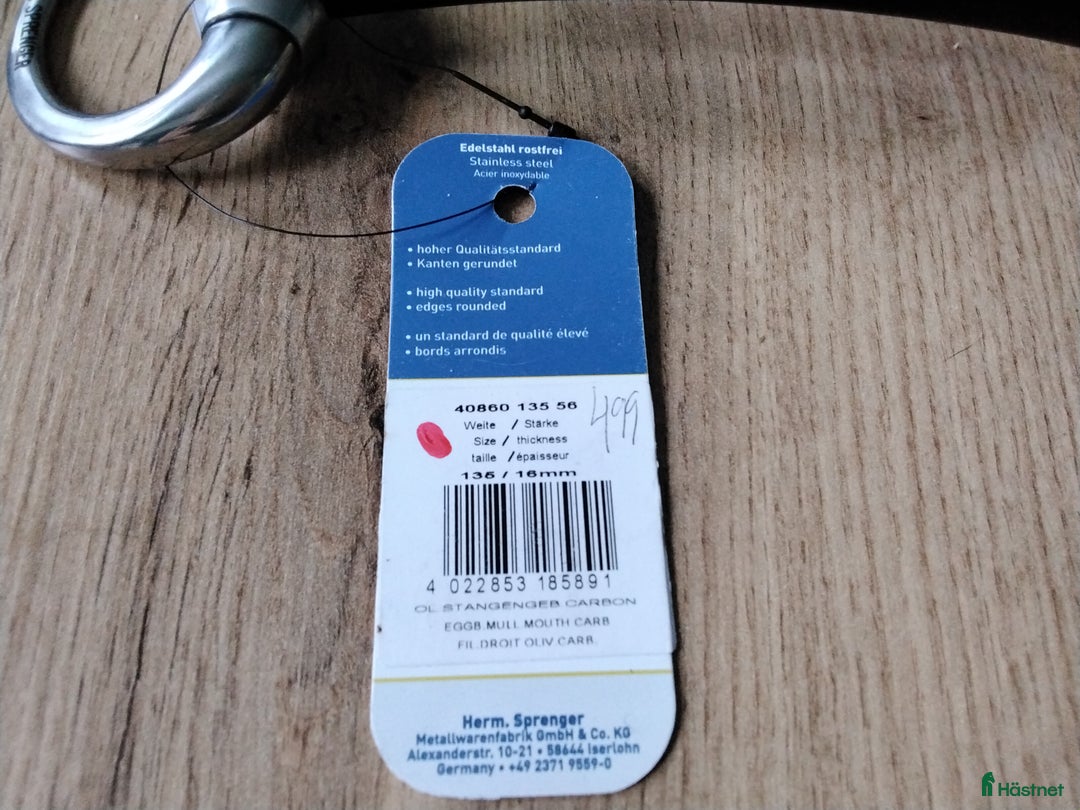 SPRENGER
Edelstahl rostfrei
Stainless steel
Acier inoxydable
• hoher Qualitätsstandard
• Kanten gerundet
• high quality standard
• edges rounded
• un standard de qualité élevé
• bords arrondis
40860 135 56
499
Weite / Stärke
Size / thickness
taille / épaisseur
135 / 16mm
4 022853 185891
OL.STANGENGEB.CARBON
EGGB.MULL MOUTH CARB
FIL.DROIT OLIV CARB.
Herm. Sprenger
Metallwarenfabrik GmbH & Co. KG
Alexanderstr. 10-21 • 58644 Iserlohn
Germany • +49 2371 9559-0
Hästnet